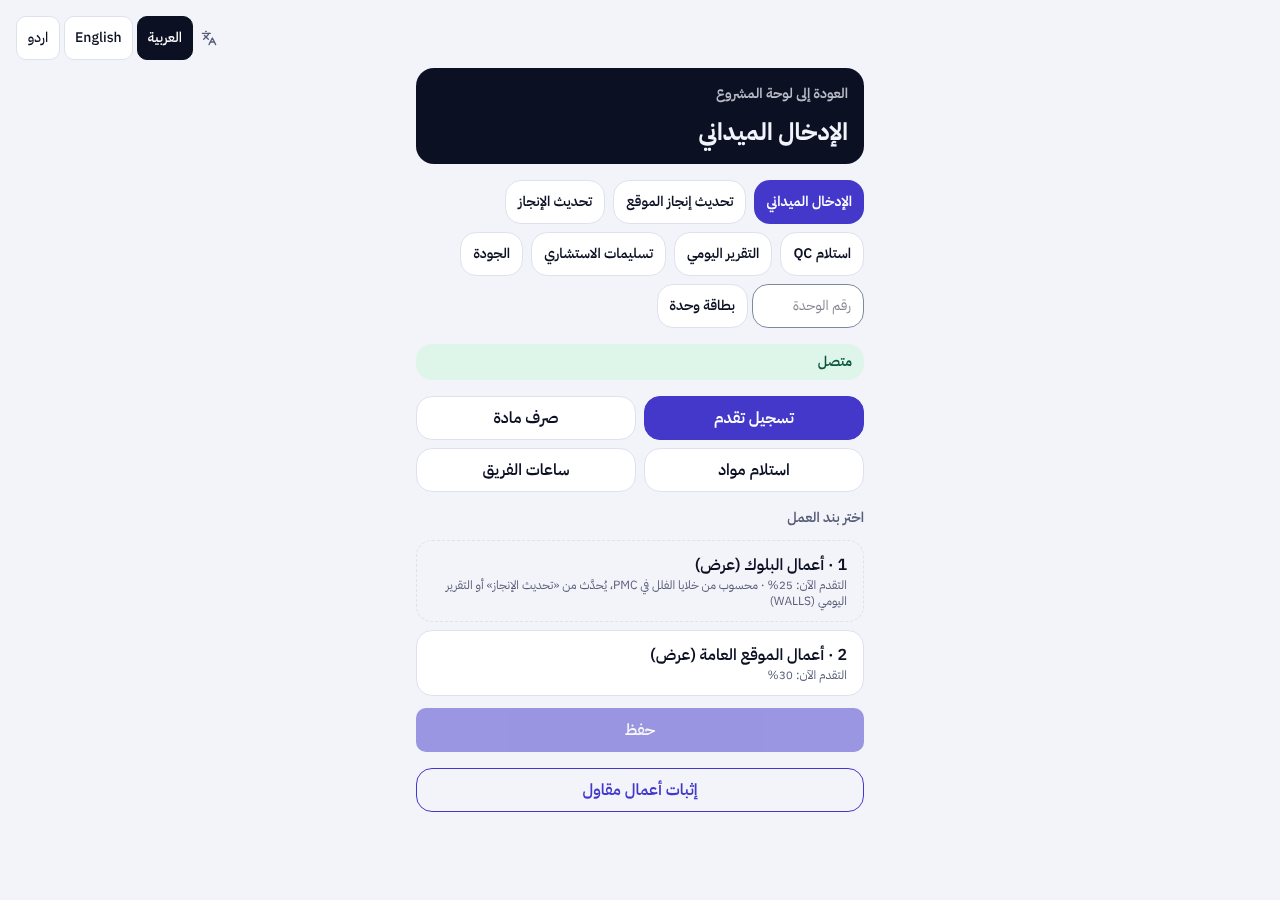 العربية
English
اردو
العودة إلى لوحة المشروع
الإدخال الميداني
الإدخال الميداني
تحديث إنجاز الموقع
تحديث الإنجاز
استلام QC
التقرير اليومي
تسليمات الاستشاري
الجودة
رقم الوحدة
بطاقة وحدة
متصل
تسجيل تقدم
صرف مادة
استلام مواد
ساعات الفريق
اختر بند العمل
1 · أعمال البلوك (عرض)
التقدم الآن: 25% · محسوب من خلايا الفلل في PMC، يُحدَّث من «تحديث الإنجاز» أو التقرير
اليومي (WALLS)
2 · أعمال الموقع العامة (عرض)
التقدم الآن: 30%
حفظ
إثبات أعمال مقاول